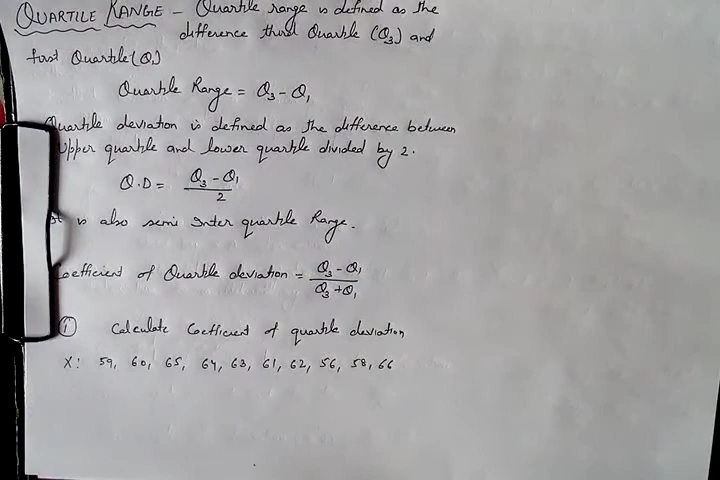 QUARTILE RANGE - Quartile range is defined as the
difference third Quartile (Q3) and
first Quartile (Q1)
Quartile Range = Q3 - Q1
Quartile deviation is defined as the difference between
Upper quartile and lower quartile divided by 2.
Q.D = Q3 - Q1 / 2
It is also semi Inter quartile Range.
Coefficient of Quartile deviation = Q3 - Q1 / Q3 + Q1
① Calculate Coefficient of quartile deviation
X: 59, 60, 65, 64, 63, 61, 62, 56, 58, 66